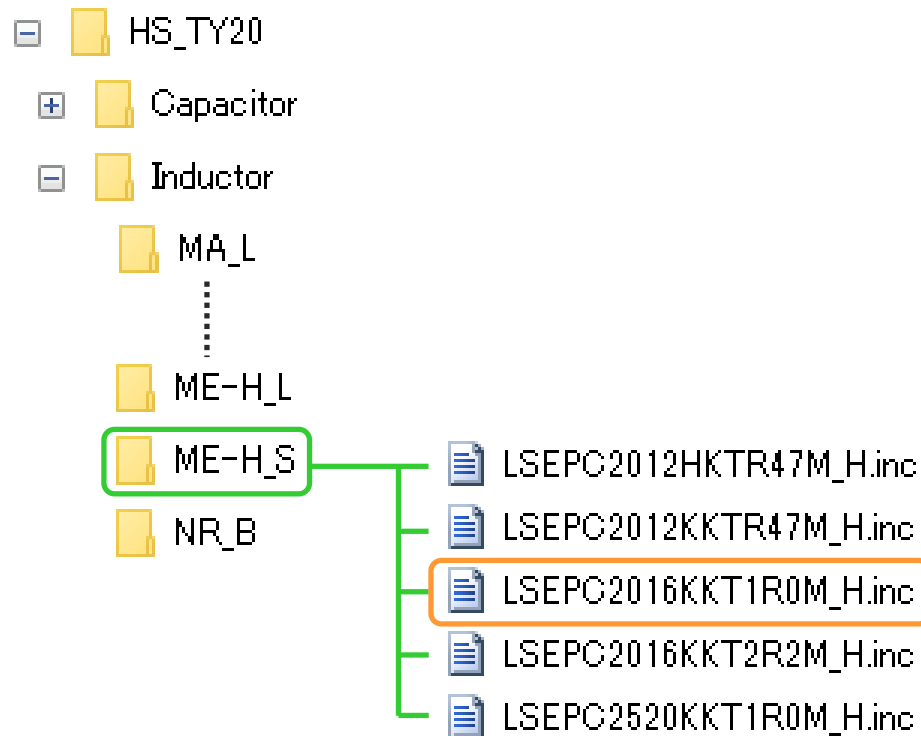 HS_TY20
Capacitor
Inductor
MA_L
ME-H_L
ME-H_S
NR_B
LSEPC2012HKTR47M_H.inc
LSEPC2012KKTR47M_H.inc
LSEPC2016KKT1R0M_H.inc
LSEPC2016KKT2R2M_H.inc
LSEPC2520KKT1R0M_H.inc